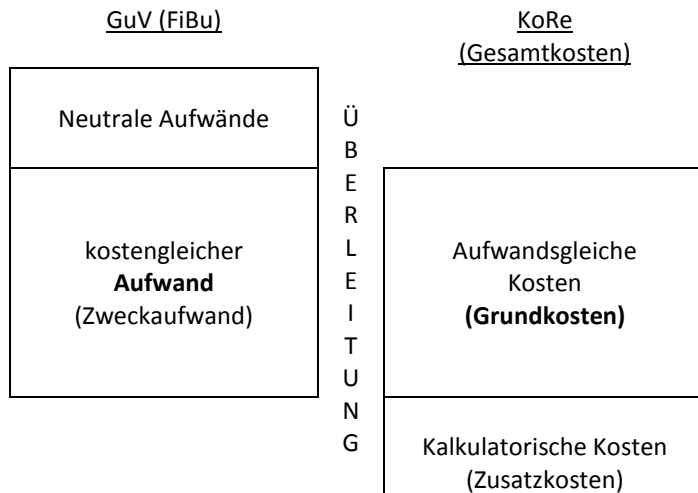 GuV (FiBu)
KoRe
(Gesamtkosten)
Neutrale Aufwände
kostengleicher
Aufwand
(Zweckaufwand)
Ü
B
E
R
L
E
I
T
U
N
G
Aufwandsgleiche
Kosten
(Grundkosten)
Kalkulatorische Kosten
(Zusatzkosten)